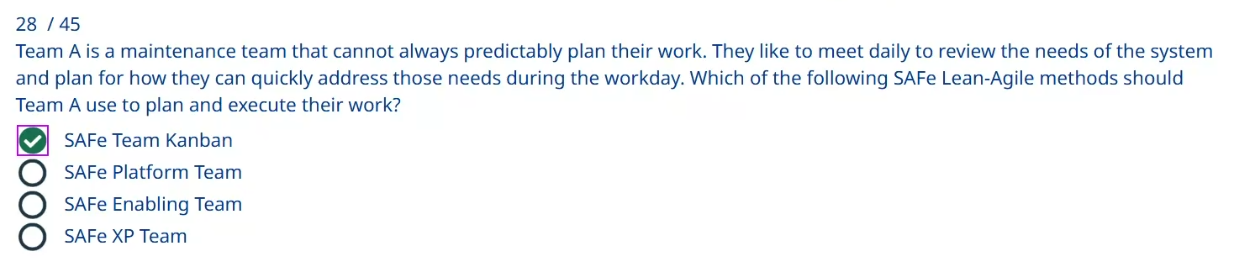 28 / 45
Team A is a maintenance team that cannot always predictably plan their work. They like to meet daily to review the needs of the system
and plan for how they can quickly address those needs during the workday. Which of the following SAFe Lean-Agile methods should
Team A use to plan and execute their work?
SAFe Team Kanban
SAFe Platform Team
SAFe Enabling Team
SAFe XP Team